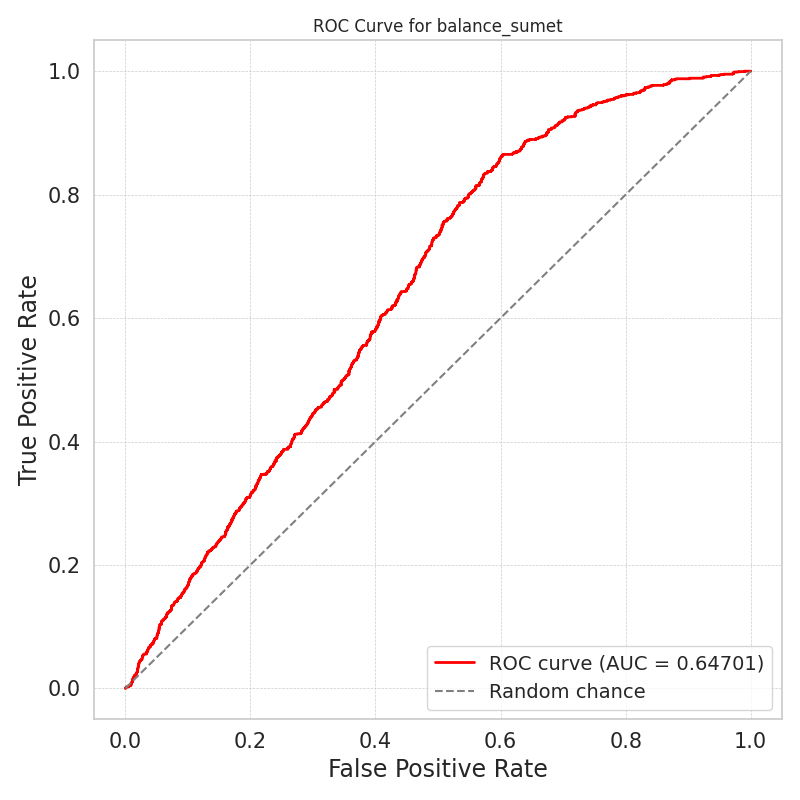 ROC Curve for balance_sumet
True Positive Rate
1.0
0.8
0.6
0.4
0.2
0.0
ROC curve (AUC = 0.64701)
Random chance
0.0 0.2 0.4 0.6 0.8 1.0
False Positive Rate